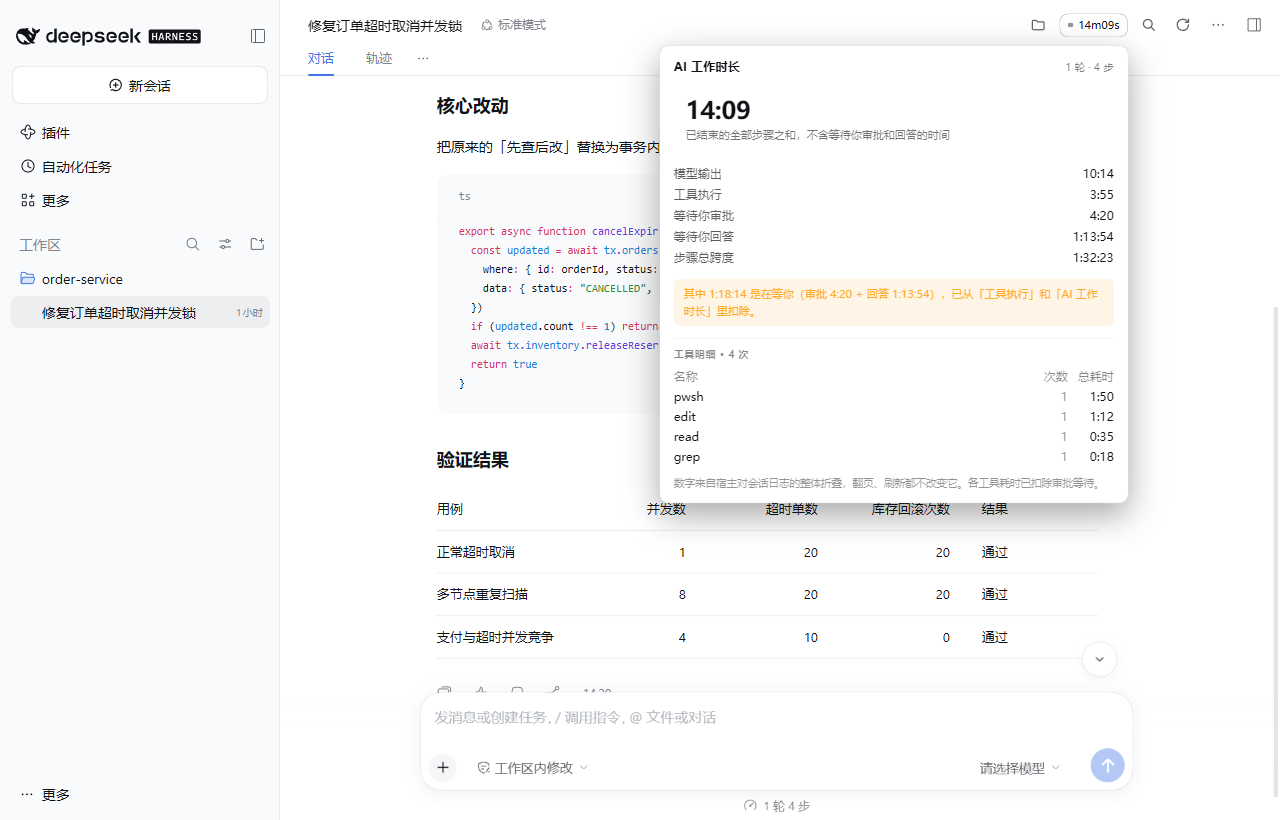 deepseek HARNESS
新会话
插件
自动化任务
更多
工作区
order-service
修复订单超时取消并发锁 1小时
更多
修复订单超时取消并发锁 标准模式
14m09s
对话 轨迹
核心改动
把原来的「先查后改」替换为事务内
ts
export async function cancelExpir
const updated = await tx.orders
where: { id: orderId, status:
data: { status: "CANCELLED",
})
if (updated.count !== 1) return
await tx.inventory.releaseReser
return true
}
验证结果
用例 并发数 超时单数 库存回滚次数 结果
正常超时取消 1 20 20 通过
多节点重复扫描 8 20 20 通过
支付与超时并发竞争 4 10 0 通过
AI 工作时长 1 轮 · 4 步
14:09
已结束的全部步骤之和，不含等待你审批和回答的时间
模型输出 10:14
工具执行 3:55
等待你审批 4:20
等待你回答 1:13:54
步骤总跨度 1:32:23
其中 1:18:14 是在等你（审批 4:20 + 回答 1:13:54），已从「工具执行」和「AI 工作
时长」里扣除。
工具明细 • 4 次
名称 次数 总耗时
pwsh 1 1:50
edit 1 1:12
read 1 0:35
grep 1 0:18
数字来自宿主对会话日志的整体折叠，翻页、刷新都不改变它。各工具耗时已扣除审批等待。
发消息或创建任务, / 调用指令, @ 文件或对话
工作区内修改
请选择模型
1 轮 4 步